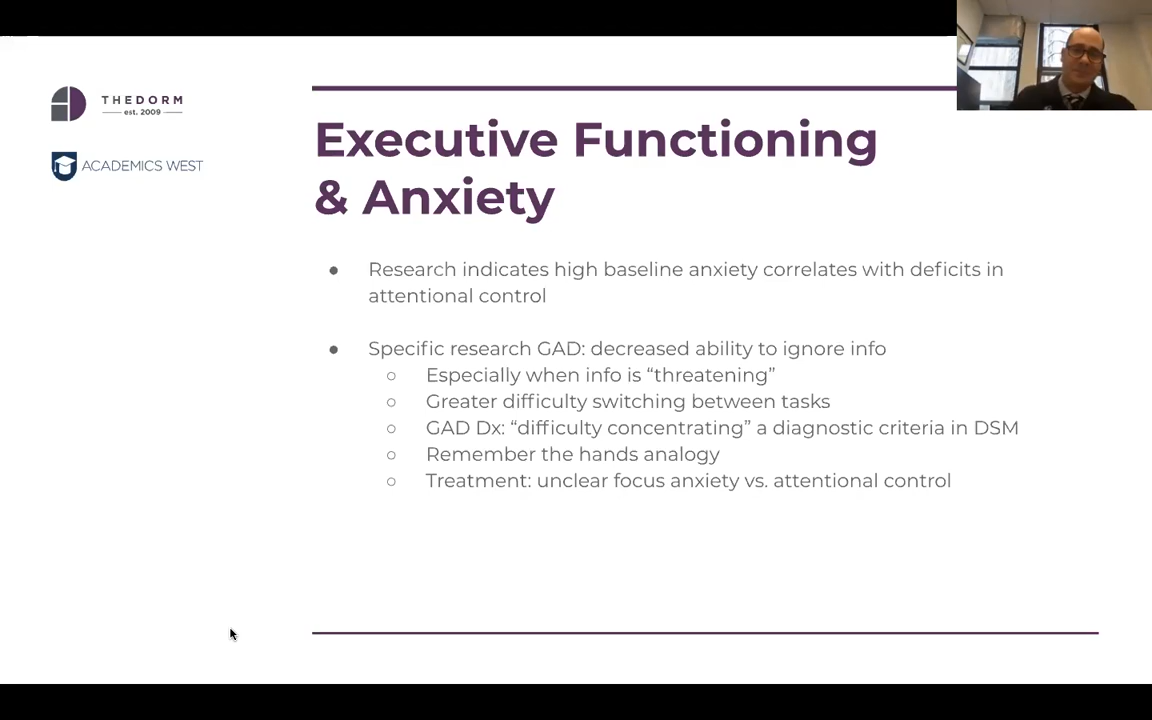 THEDORM
est. 2009
ACADEMICS WEST
Executive Functioning
& Anxiety
● Research indicates high baseline anxiety correlates with deficits in
attentional control
● Specific research GAD: decreased ability to ignore info
○ Especially when info is “threatening”
○ Greater difficulty switching between tasks
○ GAD Dx: “difficulty concentrating” a diagnostic criteria in DSM
○ Remember the hands analogy
○ Treatment: unclear focus anxiety vs. attentional control